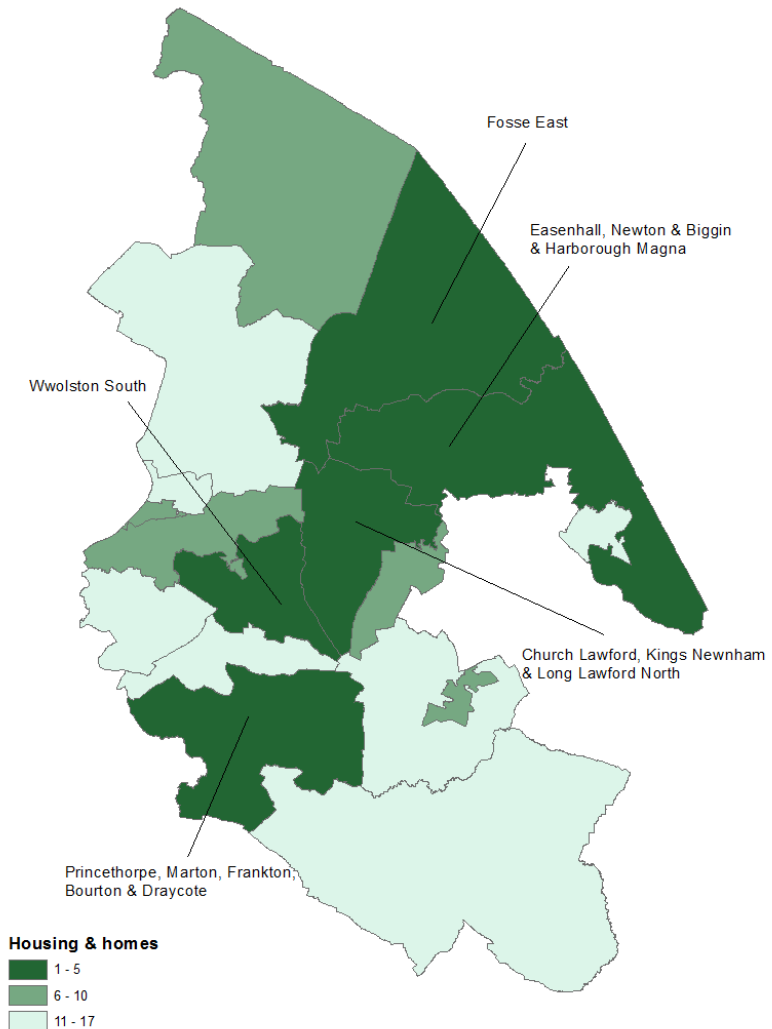 Fosse East
Easenhall, Newton & Biggin
& Harborough Magna
Wwolston South
Church Lawford, Kings Newnham
& Long Lawford North
Princethorpe, Marton, Frankton,
Bourton & Draycote
Housing & homes
1 - 5
6 - 10
11 - 17